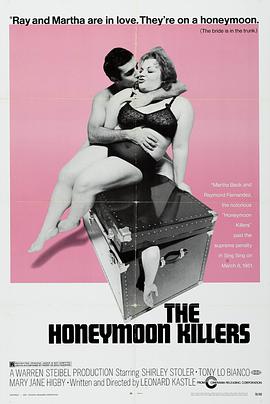 "Ray and Martha are in love. They're on a honeymoon.
(The bride is in the trunk.)
"Martha Beck and
Raymond Fernandez,
the notorious
"Honeymoon
Killers"
paid the
supreme penalty
in Sing Sing on
March 8, 1951
THE
HONEYMOON KILLERS
A WARREN STEIBEL PRODUCTION Starring SHIRLEY STOLER • TONY LO BIANCO
MARY JANE HIGBY • Written and Directed by LEONARD KASTLE
R